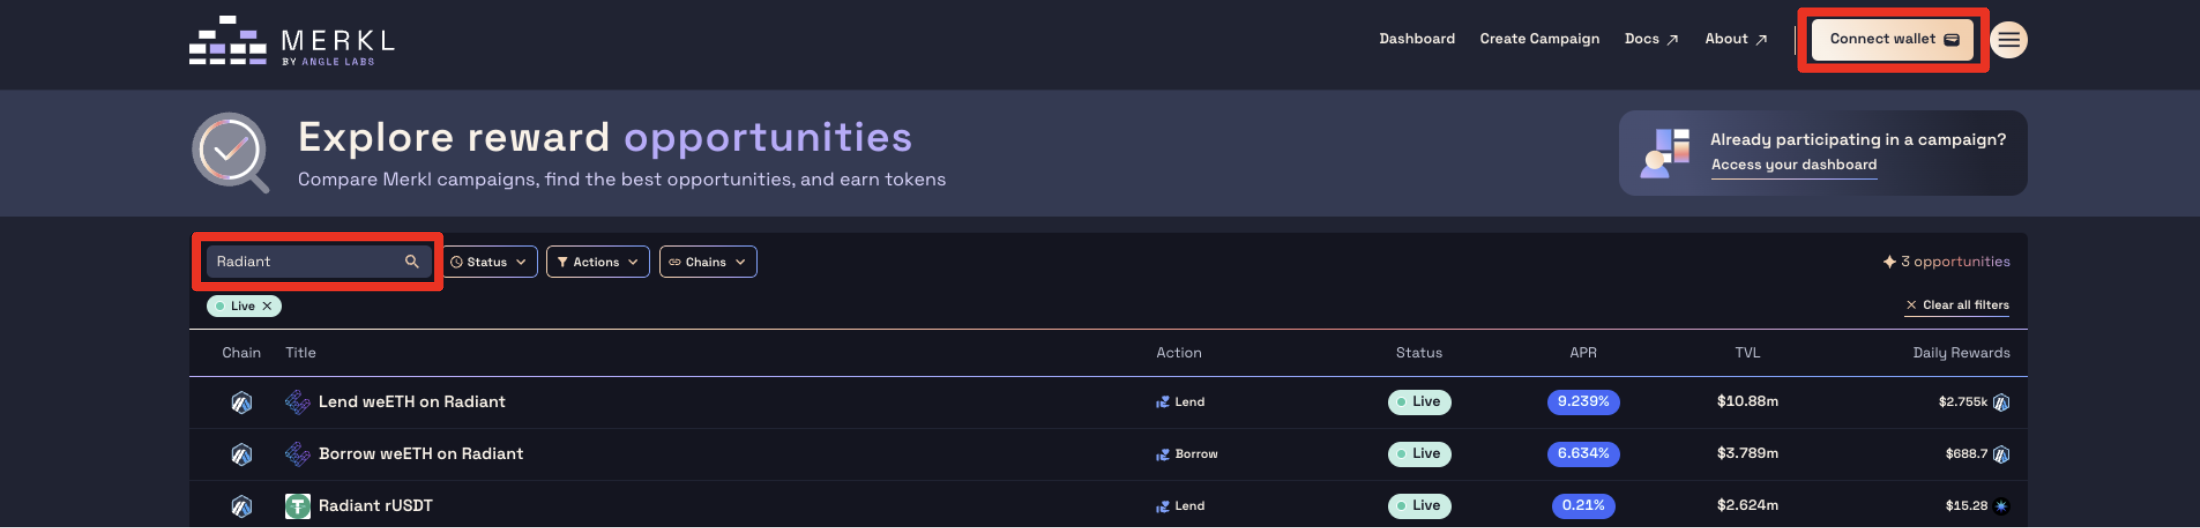 MERKL
BY ANGLE LABS
Dashboard Create Campaign Docs About Connect wallet
Explore reward opportunities
Compare Merkl campaigns, find the best opportunities, and earn tokens
Already participating in a campaign?
Access your dashboard
Radiant Status Actions Chains 3 opportunities
Live Clear all filters
Chain Title Action Status APR TVL Daily Rewards
Lend weETH on Radiant Lend Live 9.239% $10.88m $2.755k
Borrow weETH on Radiant Borrow Live 6.634% $3.789m $688.7
Radiant rUSDT Lend Live 0.21% $2.624m $15.28